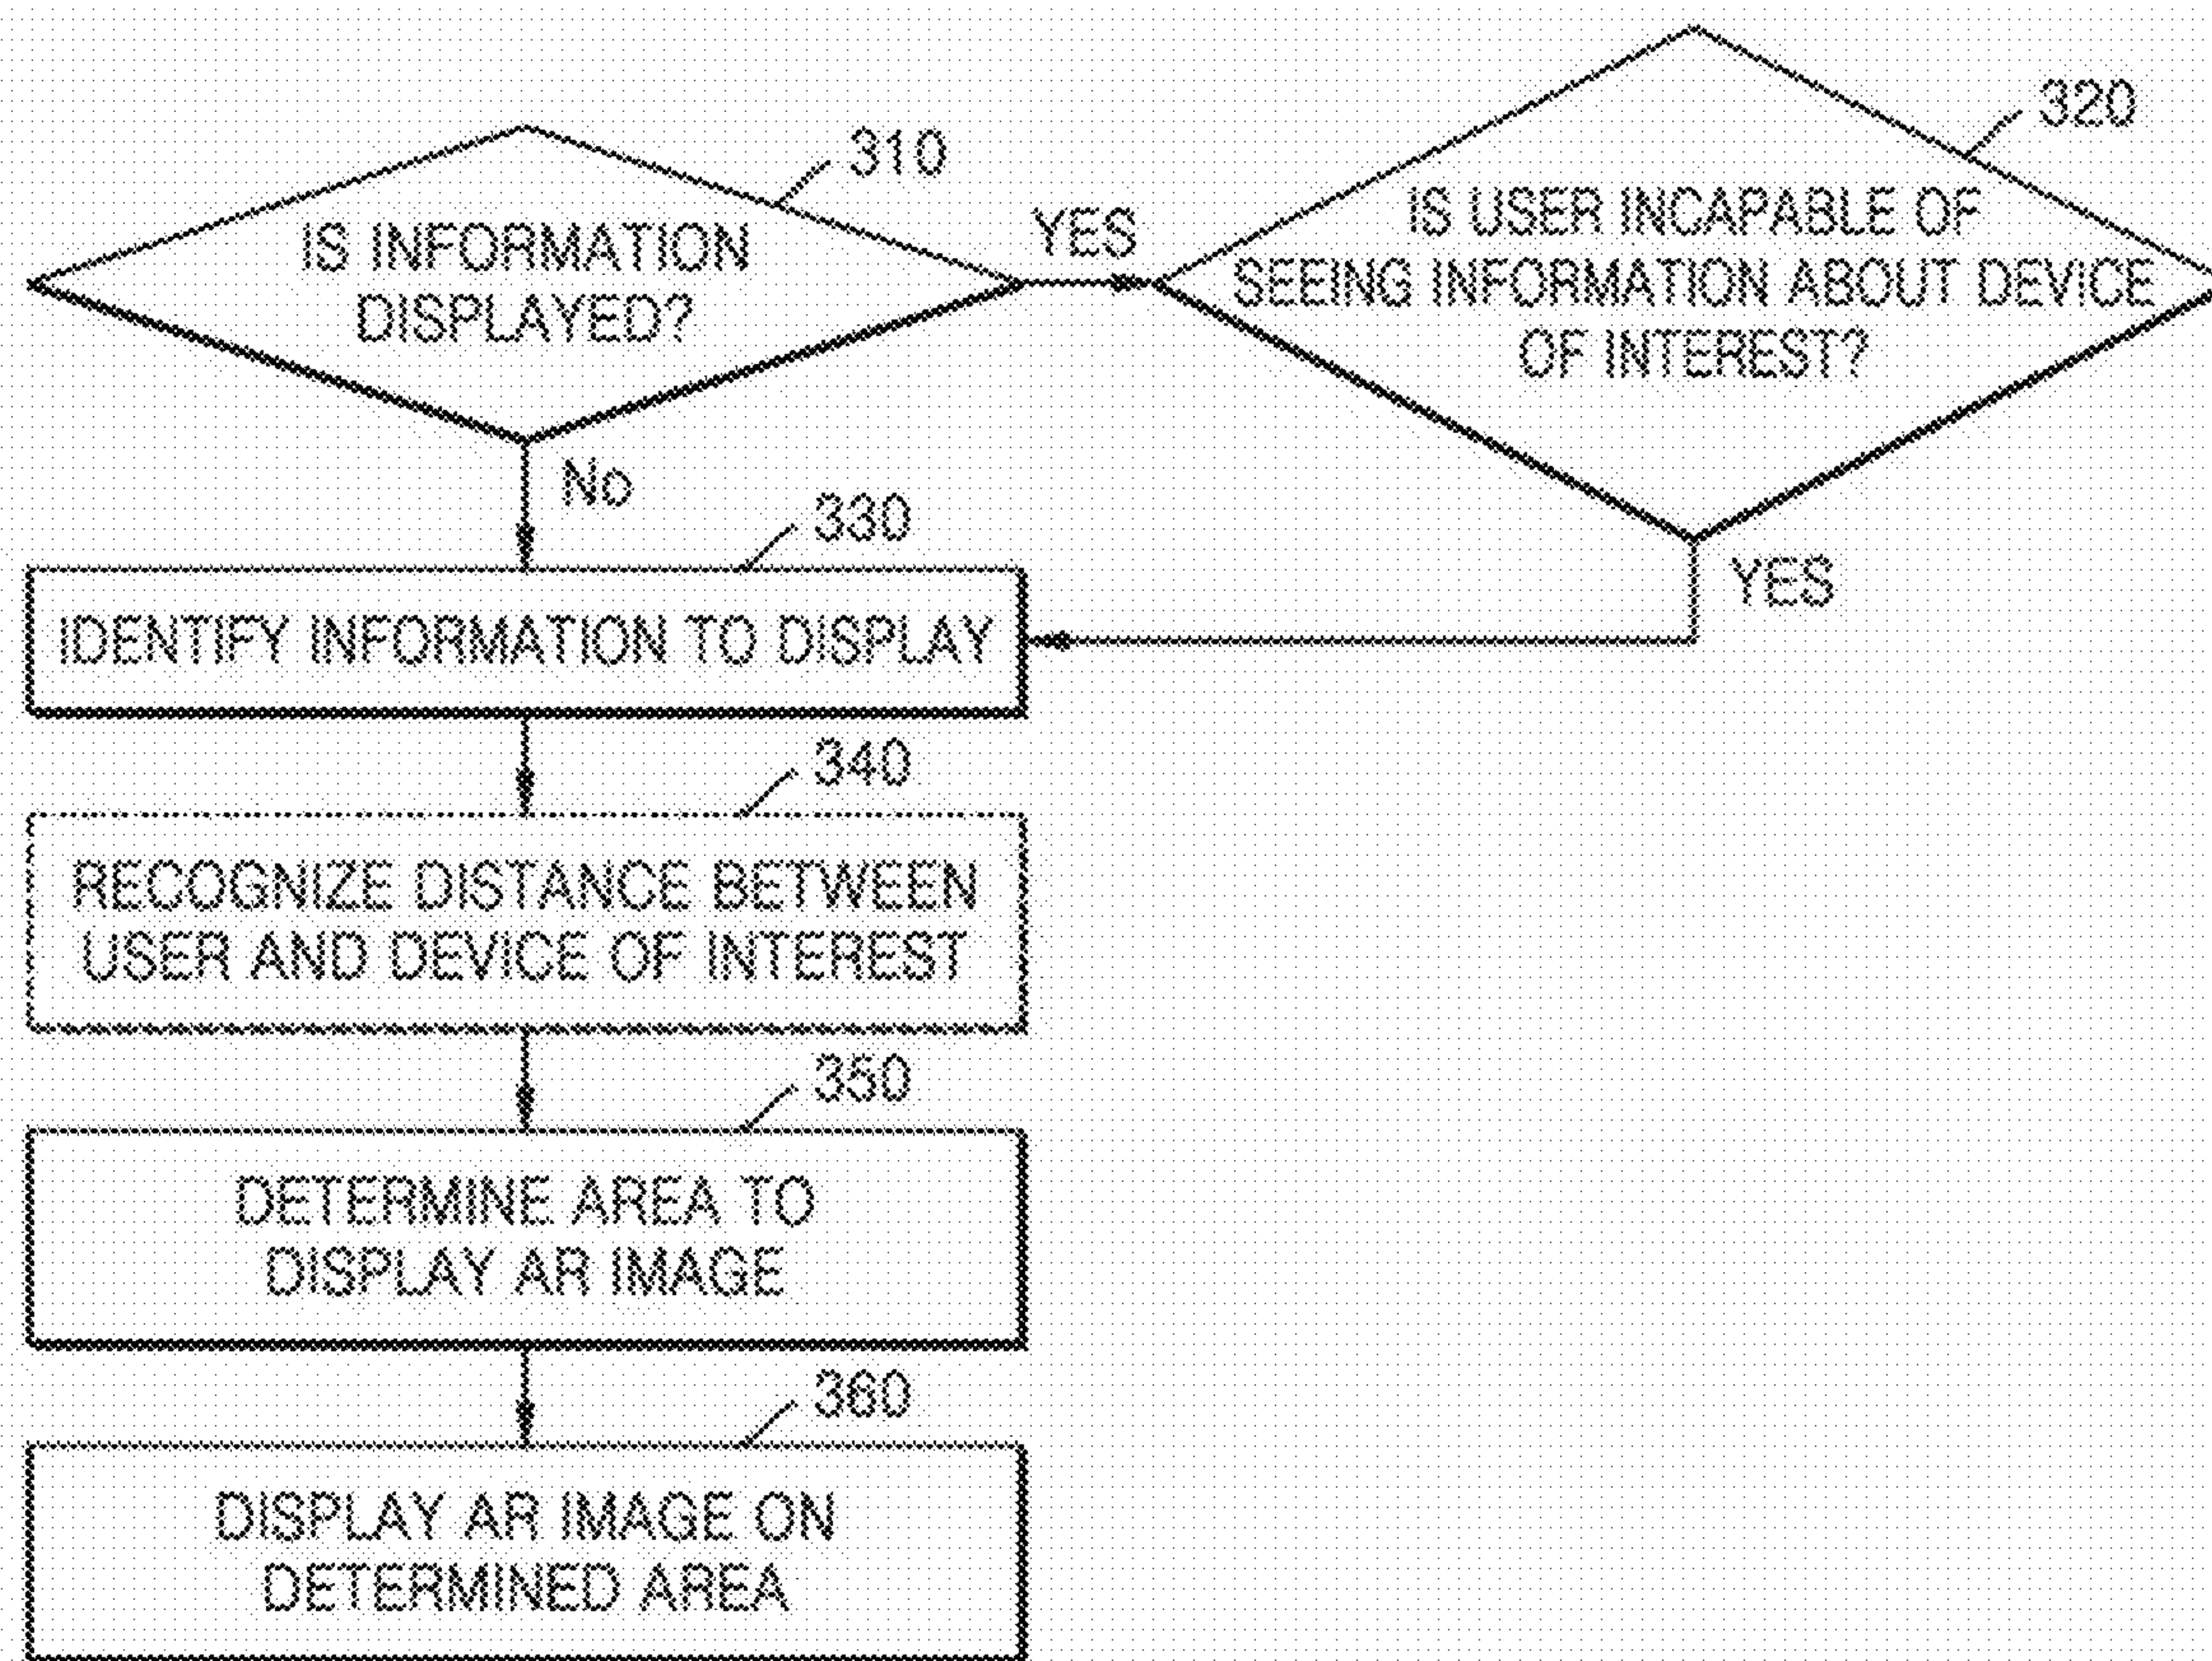 310
IS INFORMATION
DISPLAYED?
YES
320
IS USER INCAPABLE OF
SEEING INFORMATION ABOUT DEVICE
OF INTEREST?
No
YES
330
IDENTIFY INFORMATION TO DISPLAY
340
RECOGNIZE DISTANCE BETWEEN
USER AND DEVICE OF INTEREST
350
DETERMINE AREA TO
DISPLAY AR IMAGE
360
DISPLAY AR IMAGE ON
DETERMINED AREA